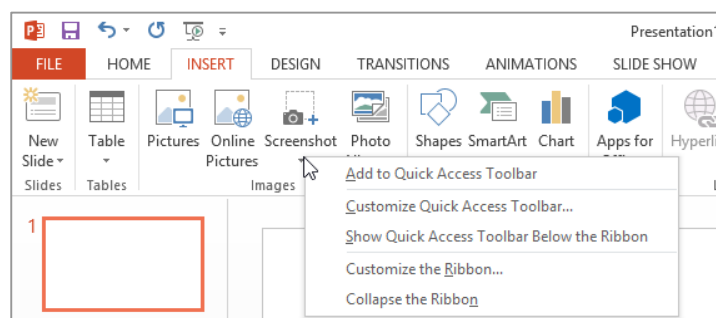 Presentation
FILE HOME INSERT DESIGN TRANSITIONS ANIMATIONS SLIDE SHOW
New Slide Table Pictures Online Pictures Screenshot Photo Shapes SmartArt Chart Apps for
Slides Tables Images
Add to Quick Access Toolbar
Customize Quick Access Toolbar...
Show Quick Access Toolbar Below the Ribbon
Customize the Ribbon...
Collapse the Ribbon
1